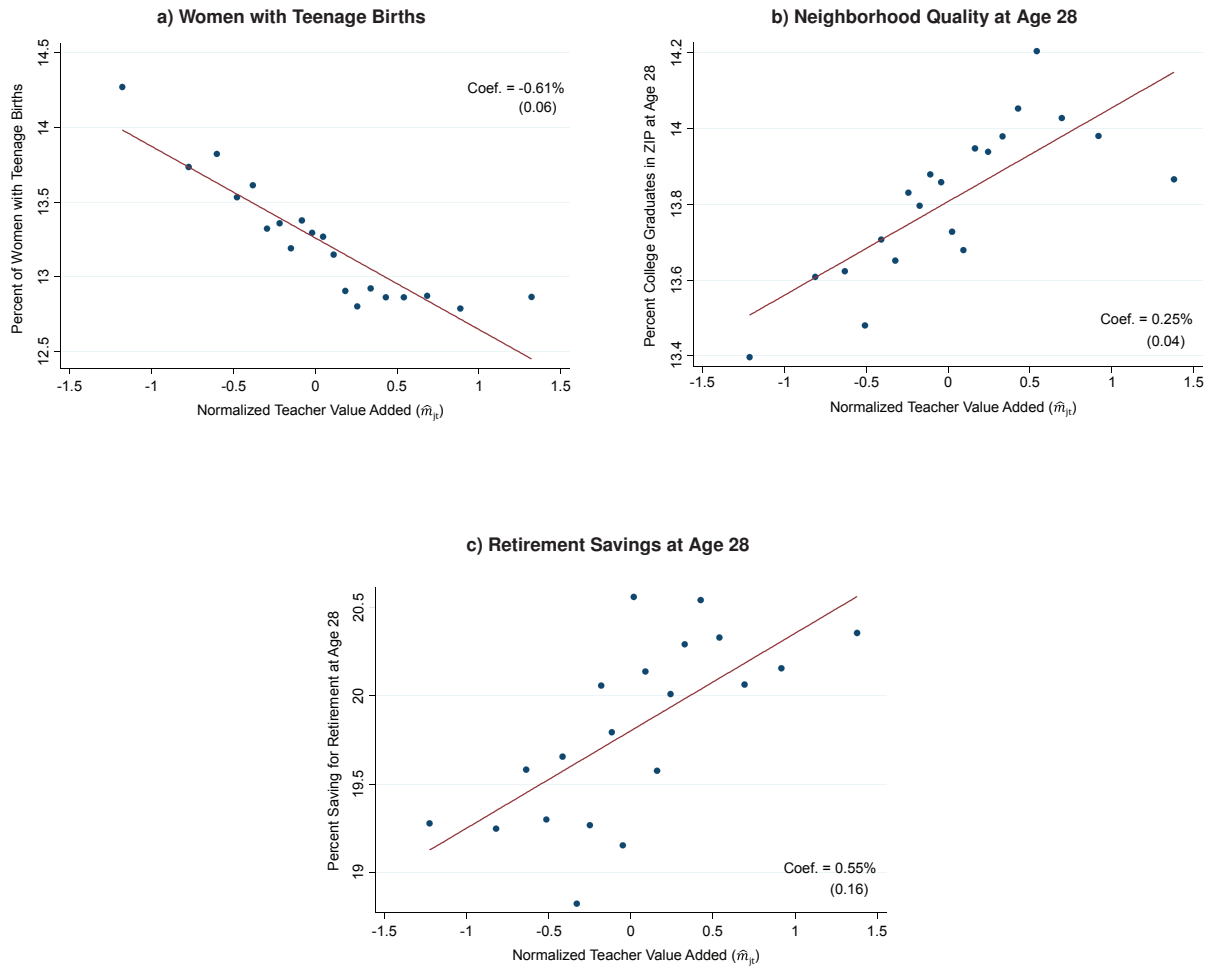 a) Women with Teenage Births
Percent of Women with Teenage Births
14.5
14
13.5
13
12.5
Coef. = -0.61%
(0.06)
-1.5 -1 -0.5 0 0.5 1 1.5
Normalized Teacher Value Added (m̂jt)
b) Neighborhood Quality at Age 28
Percent College Graduates in ZIP at Age 28
14.2
14
13.8
13.6
13.4
Coef. = 0.25%
(0.04)
-1.5 -1 -0.5 0 0.5 1 1.5
Normalized Teacher Value Added (m̂jt)
c) Retirement Savings at Age 28
Percent Saving for Retirement at Age 28
20.5
20
19.5
19
Coef. = 0.55%
(0.16)
-1.5 -1 -0.5 0 0.5 1 1.5
Normalized Teacher Value Added (m̂jt)